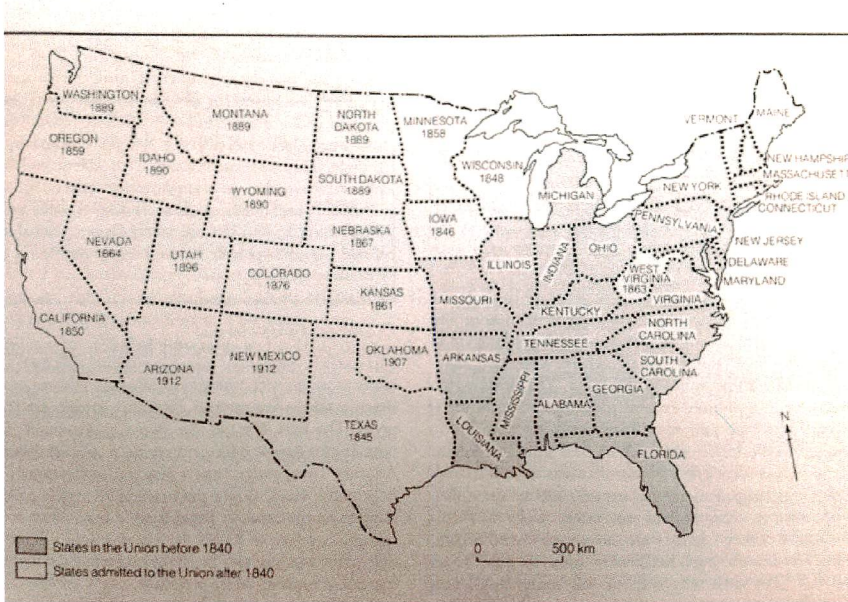 WASHINGTON
1889
MONTANA
1889
NORTH
DAKOTA
1889
MINNESOTA
1858
VERMONT
MAINE
OREGON
1859
IDAHO
1890
WISCONSIN
1848
NEW HAMPSHIR
MASSACHUSET
SOUTH DAKOTA
1889
WYOMING
1890
MICHIGAN
NEW YORK
RHODE ISLAND
CONNECTICUT
IOWA
1846
NEBRASKA
1867
PENNSYLVANIA
NEVADA
1864
UTAH
1896
ILLINOIS
INDIANA
OHIO
NEW JERSEY
DELAWARE
MARYLAND
COLORADO
1876
WEST
VIRGINIA
1863
KANSAS
1861
MISSOURI
VIRGINIA
CALIFORNIA
1850
KENTUCKY
NORTH
CAROLINA
TENNESSEE
OKLAHOMA
1907
ARKANSAS
ARIZONA
1912
NEW MEXICO
1912
SOUTH
CAROLINA
MISSISSIPPI
ALABAMA
GEORGIA
TEXAS
1845
LOUISIANA
N
FLORIDA
States in the Union before 1840
States admitted to the Union after 1840
0 500 km